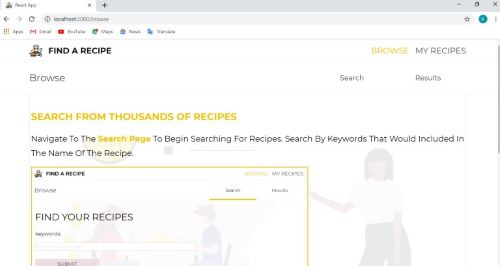 React App
localhost:3000/browse
Apps Gmail YouTube Maps News Translate
FIND A RECIPE BROWSE MY RECIPES
Browse Search Results
SEARCH FROM THOUSANDS OF RECIPES
Navigate To The Search Page To Begin Searching For Recipes. Search By Keywords That Would Included In
The Name Of The Recipe.
FIND A RECIPE BROWSE MY RECIPES
Browse Search Results
FIND YOUR RECIPES
keywords:
SUBMIT